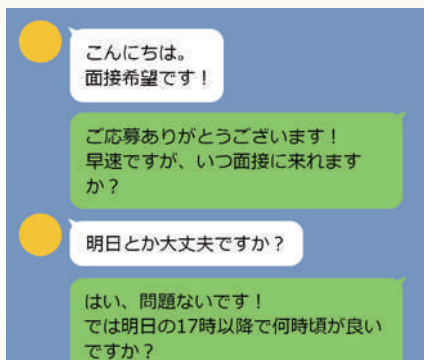 こんにちは。
面接希望です！
ご応募ありがとうございます！
早速ですが、いつ面接に来れます
か？
明日とか大丈夫ですか？
はい、問題ないです！
では明日の17時以降で何時頃が良い
ですか？